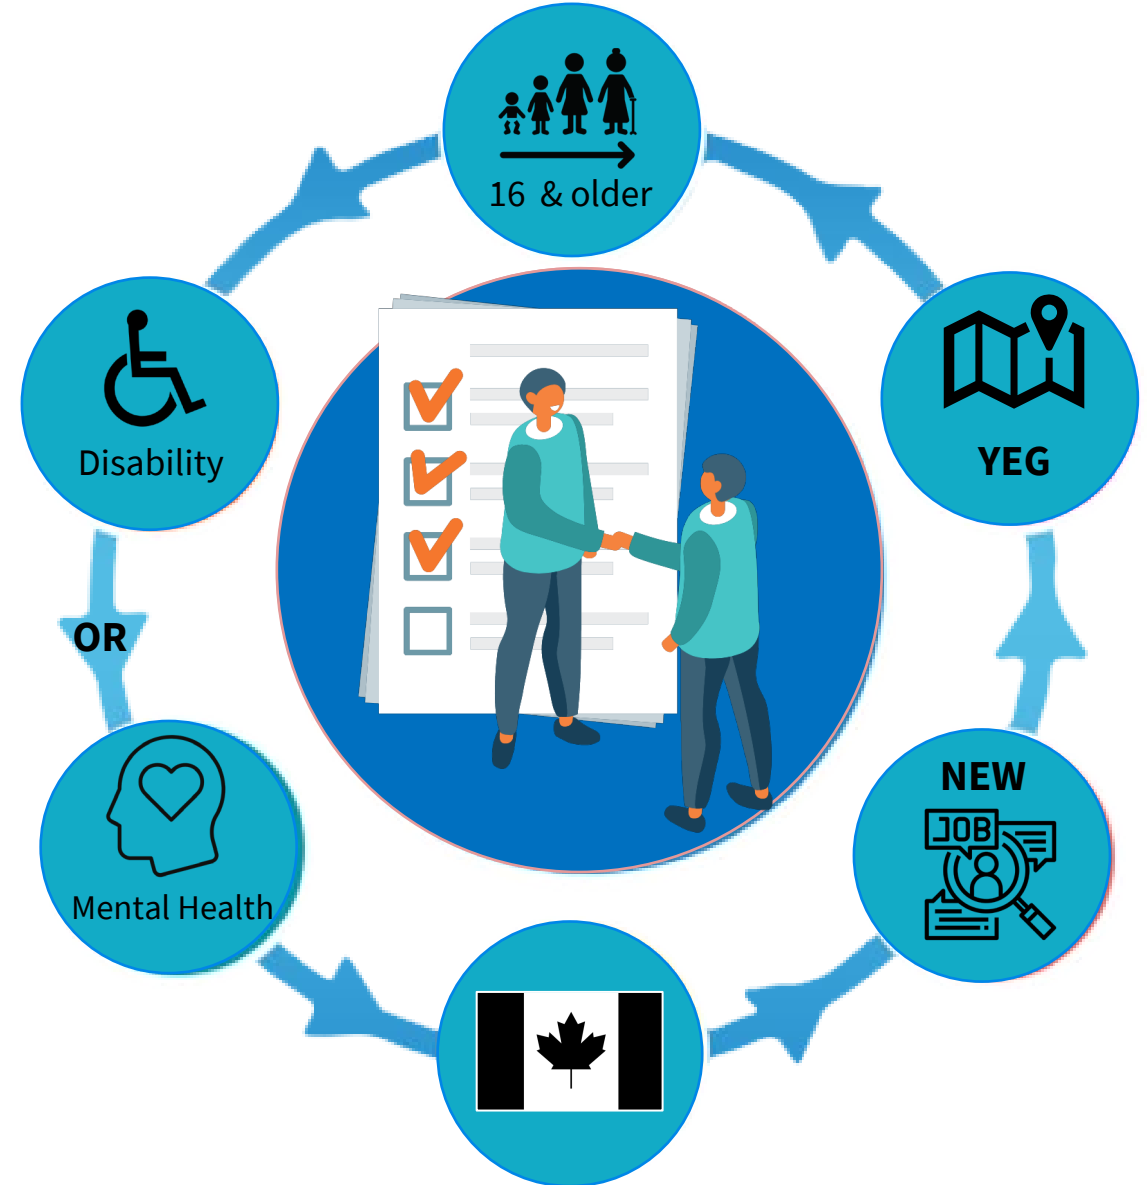 16 & older
Disability
YEG
OR
NEW
JOB
Mental Health